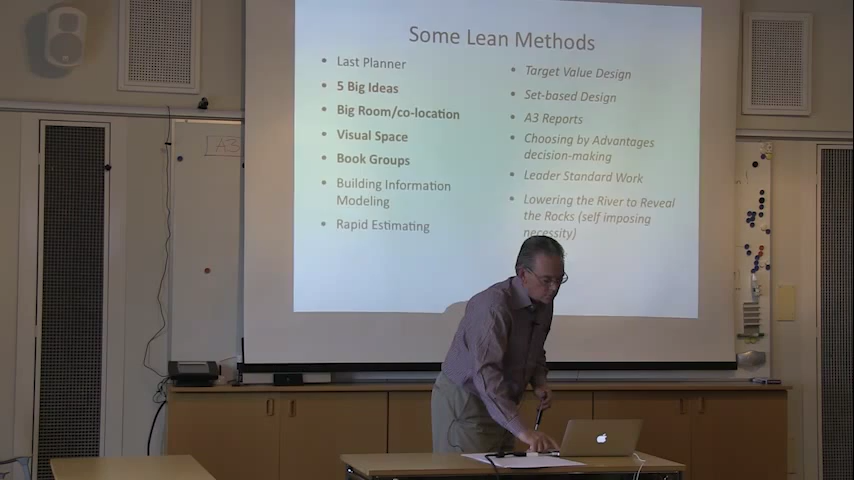 Some Lean Methods
• Last Planner
• 5 Big Ideas
• Big Room/co-location
• Visual Space
• Book Groups
• Building Information
Modeling
• Rapid Estimating
• Target Value Design
• Set-based Design
• A3 Reports
• Choosing by Advantages
decision-making
• Leader Standard Work
• Lowering the River to Reveal
the Rocks (self imposing
necessity)
A3